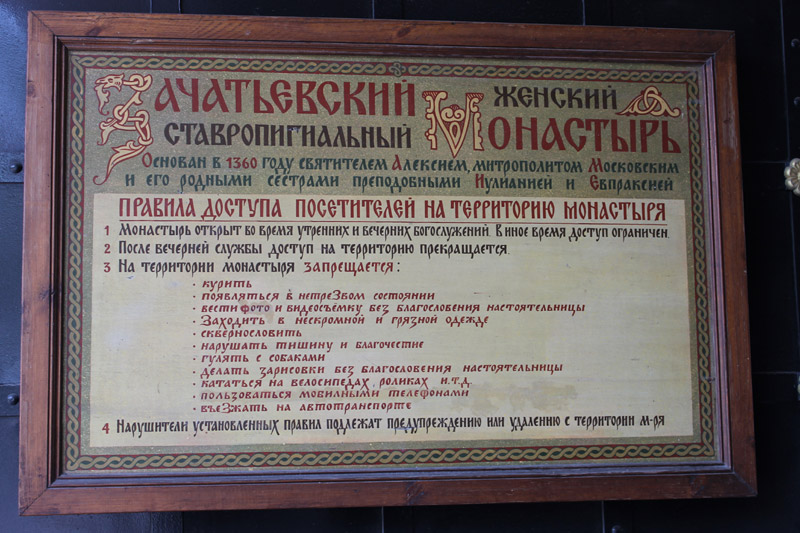 Зачатьевский женский
ставропигиальный Монастырь
Основан в 1360 году святителем Алексием, митрополитом Московским
и его родными сёстрами преподобными Иулианией и Евпраксией
Правила доступа посетителей на территорию монастыря
1 Монастырь открыт во время утренних и вечерних богослужений. В иное время доступ ограничен.
2 После вечерней службы доступ на территорию прекращается.
3 На территории монастыря запрещается:
· курить
· появляться в нетрезвом состоянии
· вести фото и видеосъёмку без благословения настоятельницы
· Заходить в нескромной и грязной одежде
· сквернословить
· нарушать тишину и благочестие
· гулять с собаками
· делать зарисовки без благословения настоятельницы
· кататься на велосипедах, роликах и.т.д.
· пользоваться мобильными телефонами
· въезжать на автотранспорте
4 Нарушители установленных правил подлежат предупреждению или удалению с территории м-ря